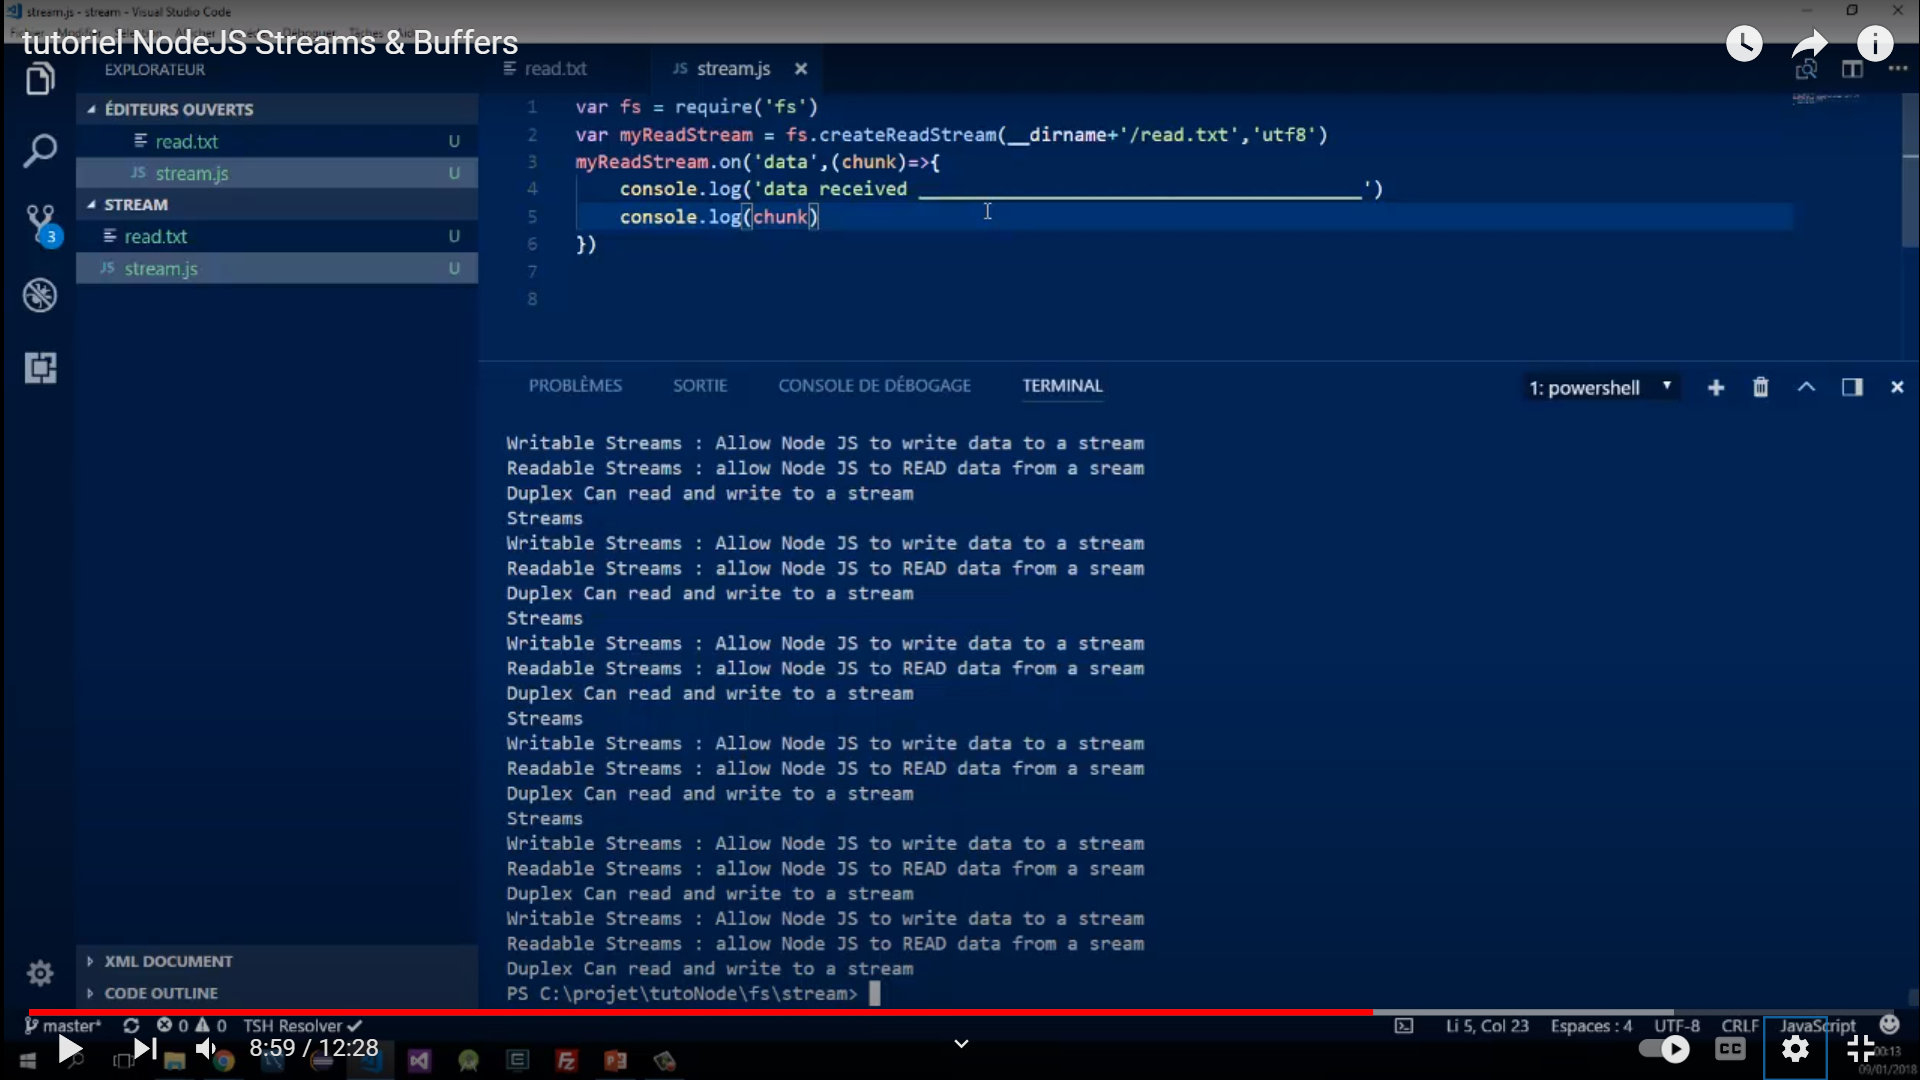 stream.js - stream - Visual Studio Code
tutoriel NodeJS Streams & Buffers
EXPLORATEUR
ÉDITEURS OUVERTS
read.txt U
JS stream.js U
STREAM
read.txt U
JS stream.js U
3
XML DOCUMENT
CODE OUTLINE
read.txt
JS stream.js ×
1 var fs = require('fs')
2 var myReadStream = fs.createReadStream(__dirname+'/read.txt','utf8')
3 myReadStream.on('data',(chunk)=>{
4 console.log('data received ________________________________________')
5 console.log(chunk)
6 })
7
8
PROBLÈMES SORTIE CONSOLE DE DÉBOGAGE TERMINAL
1: powershell
Writable Streams : Allow Node JS to write data to a stream
Readable Streams : allow Node JS to READ data from a sream
Duplex Can read and write to a stream
Streams
Writable Streams : Allow Node JS to write data to a stream
Readable Streams : allow Node JS to READ data from a sream
Duplex Can read and write to a stream
Streams
Writable Streams : Allow Node JS to write data to a stream
Readable Streams : allow Node JS to READ data from a sream
Duplex Can read and write to a stream
Streams
Writable Streams : Allow Node JS to write data to a stream
Readable Streams : allow Node JS to READ data from a sream
Duplex Can read and write to a stream
Streams
Writable Streams : Allow Node JS to write data to a stream
Readable Streams : allow Node JS to READ data from a sream
Duplex Can read and write to a stream
Writable Streams : Allow Node JS to write data to a stream
Readable Streams : allow Node JS to READ data from a sream
Duplex Can read and write to a stream
PS C:\projet\tutoNode\fs\stream>
master* 0 0 TSH Resolver ✓
Li 5, Col 23 Espaces : 4 UTF-8 CRLF JavaScript
8:59 / 12:28
CC
00:13
09/01/2018